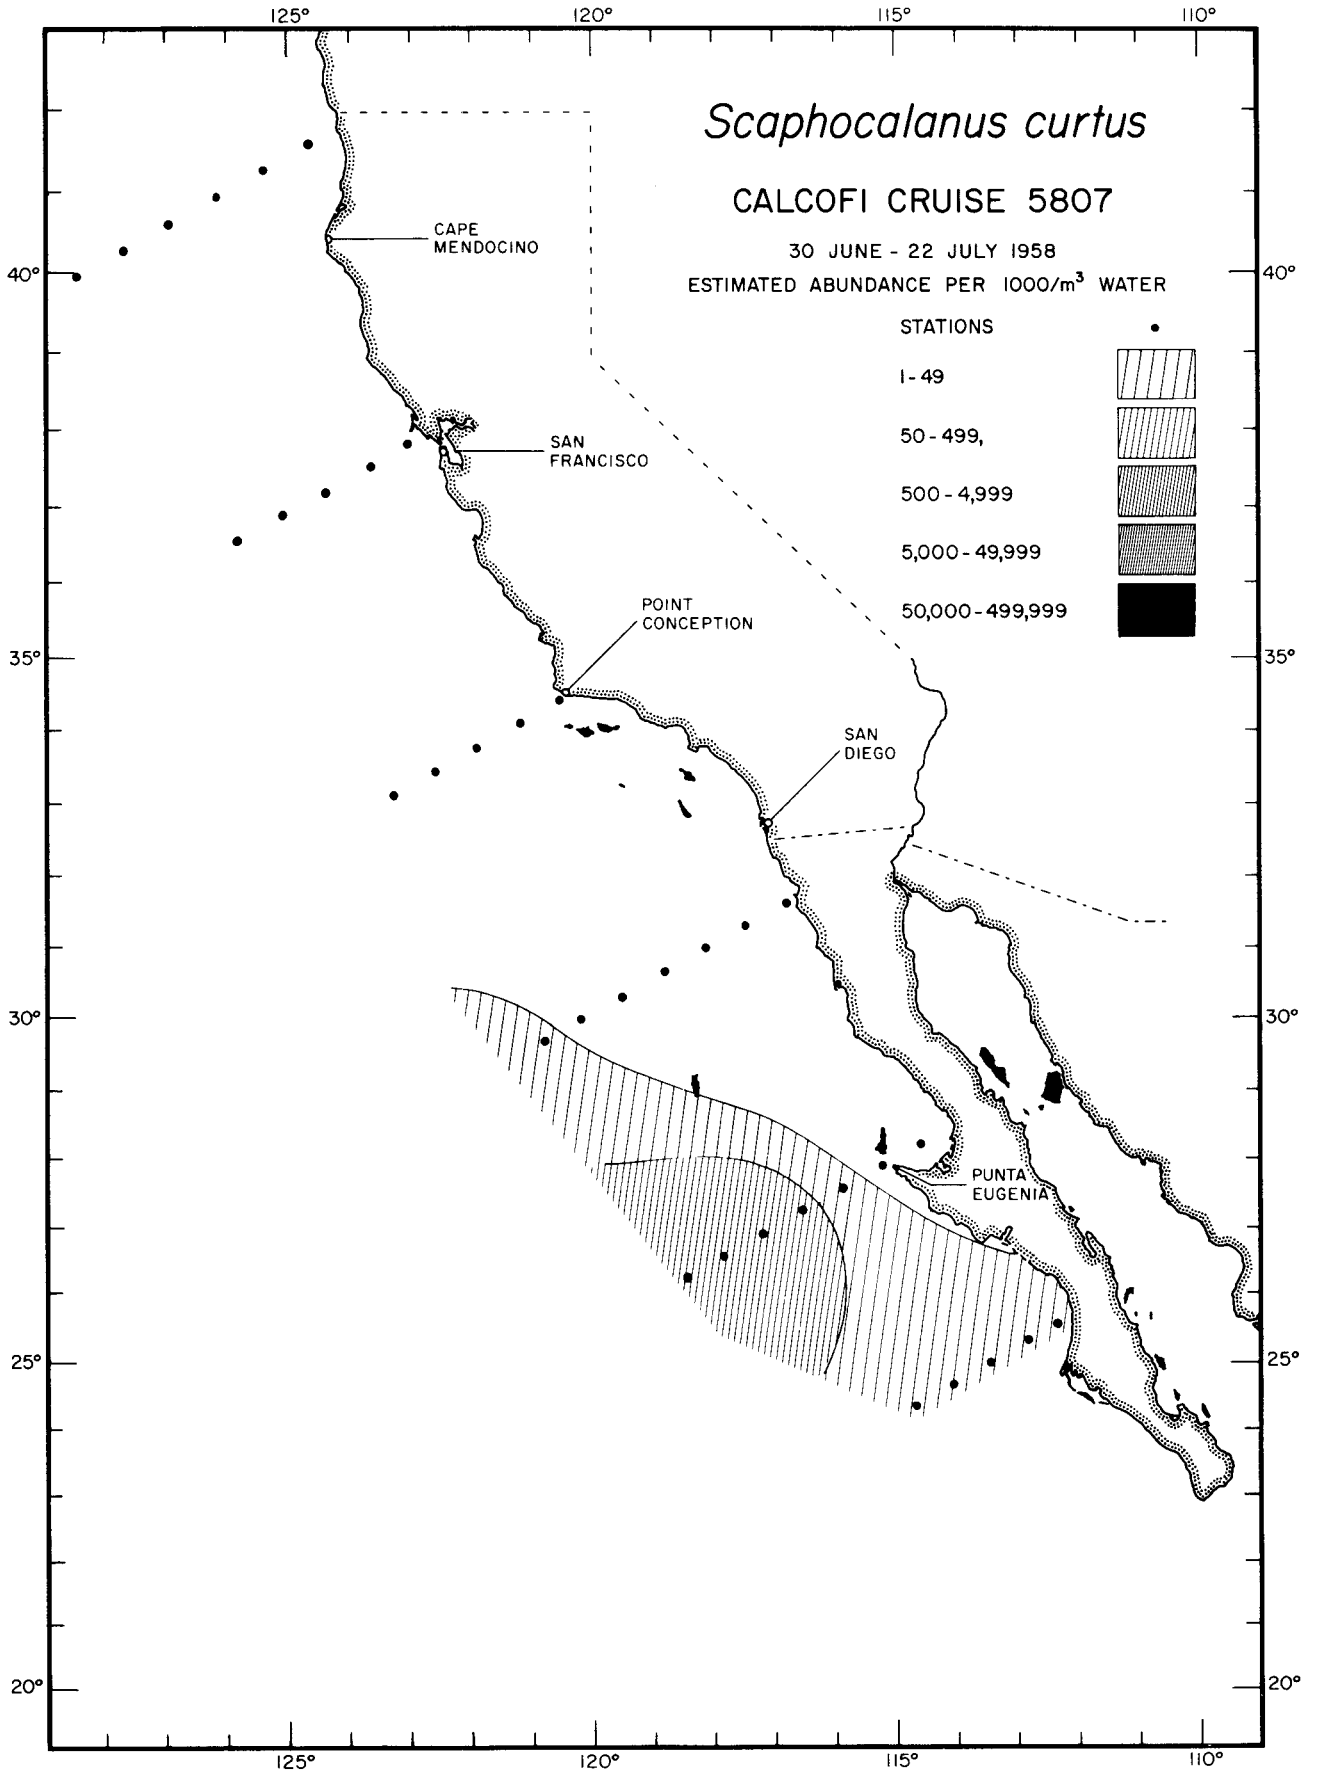 125° 120° 115° 110°
Scaphocalanus curtus
CALCOFI CRUISE 5807
30 JUNE - 22 JULY 1958
ESTIMATED ABUNDANCE PER 1000/m³ WATER
STATIONS
1-49
50-499,
500-4,999
5,000-49,999
50,000-499,999
CAPE
MENDOCINO
40° 40°
SAN
FRANCISCO
POINT
CONCEPTION
35° 35°
SAN
DIEGO
30° 30°
PUNTA
EUGENIA
25° 25°
20° 20°
125° 120° 115° 110°